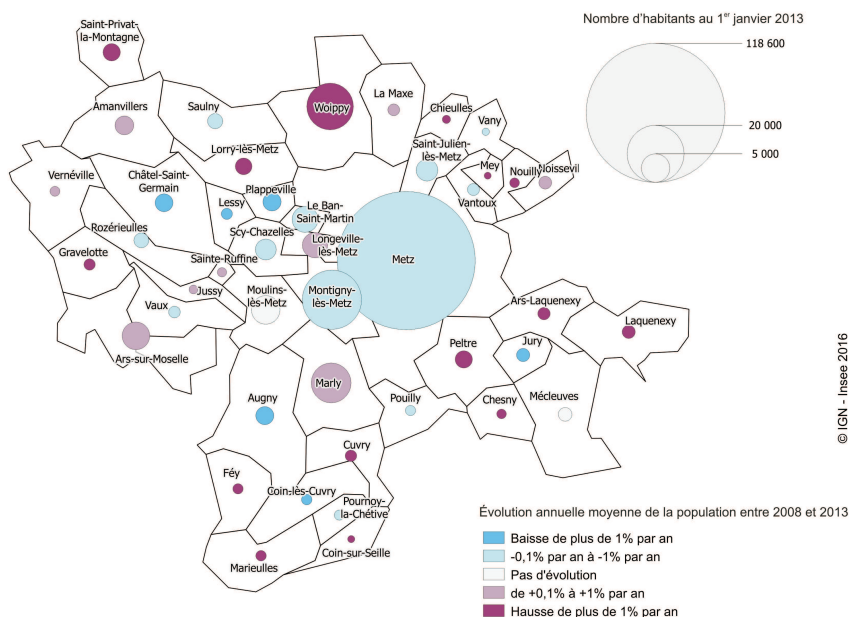 Nombre d'habitants au 1er janvier 2013
118 600
20 000
5 000
Saint-Privat-
la-Montagne
Amanvillers
Saulny
Woippy
La Maxe
Chieulles
Vany
Saint-Julien-
lès-Metz
Lorry-lès-Metz
Mey
Nouilly
Noisseville
Vernéville
Châtel-Saint-
Germain
Plappeville
Lessy
Vantoux
Le Ban-
Saint-Martin
Rozérieulles
Scy-Chazelles
Longeville-
lès-Metz
Metz
Gravelotte
Sainte-Ruffine
Jussy
Moulins-
lès-Metz
Montigny-
lès-Metz
Vaux
Ars-sur-Moselle
Ars-Laquenexy
Laquenexy
Peltre
Jury
Marly
Augny
Pouilly
Chesny
Mécleuves
Cuvry
Féy
Coin-lès-Cuvry
Pournoy-
la-Chétive
Coin-sur-Seille
Marieulles
© IGN - Insee 2016
Évolution annuelle moyenne de la population entre 2008 et 2013
Baisse de plus de 1% par an
-0,1% par an à -1% par an
Pas d'évolution
de +0,1% à +1% par an
Hausse de plus de 1% par an